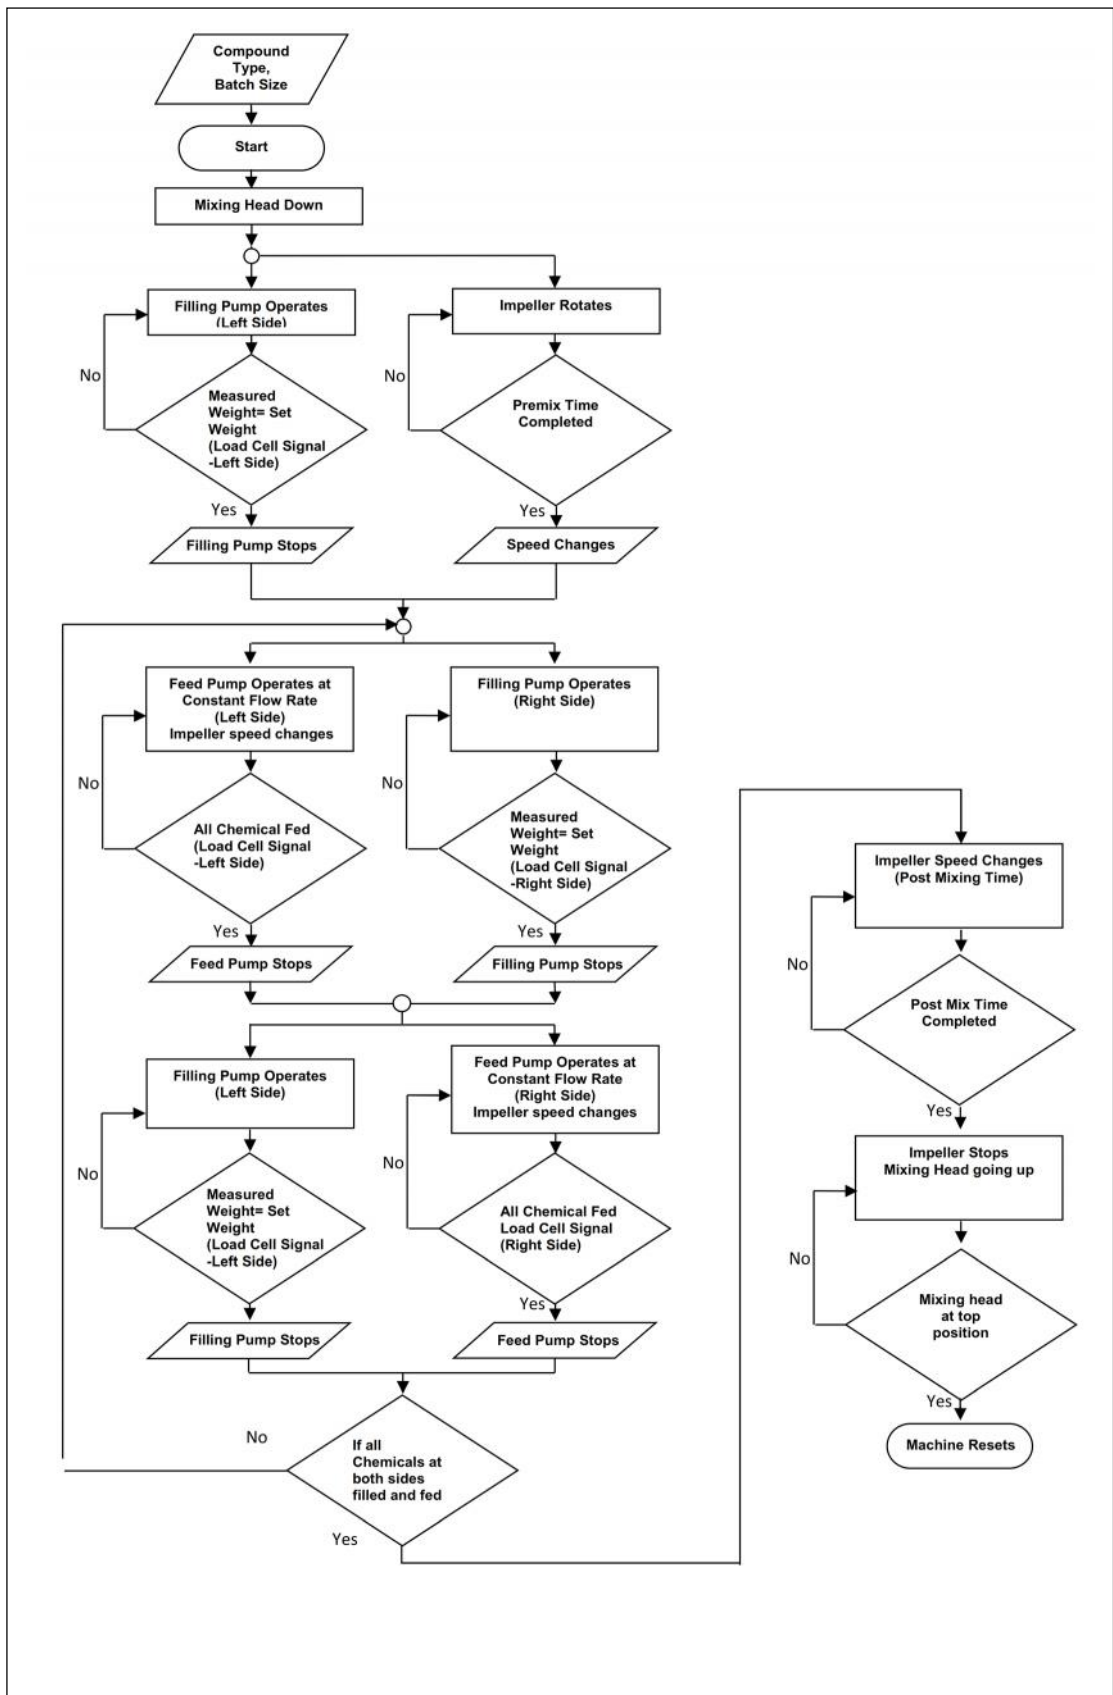 Compound
Type,
Batch Size
Start
Mixing Head Down
Filling Pump Operates
(Left Side)
Impeller Rotates
No
No
Measured
Weight= Set
Weight
(Load Cell Signal
-Left Side)
Premix Time
Completed
Yes
Yes
Filling Pump Stops
Speed Changes
Feed Pump Operates at
Constant Flow Rate
(Left Side)
Impeller speed changes
Filling Pump Operates
(Right Side)
No
No
All Chemical Fed
(Load Cell Signal
-Left Side)
Measured
Weight= Set
Weight
(Load Cell Signal
-Right Side)
Yes
Yes
Feed Pump Stops
Filling Pump Stops
Filling Pump Operates
(Left Side)
Feed Pump Operates at
Constant Flow Rate
(Right Side)
Impeller speed changes
No
No
Measured
Weight= Set
Weight
(Load Cell Signal
-Left Side)
All Chemical Fed
Load Cell Signal
(Right Side)
Yes
Filling Pump Stops
Feed Pump Stops
No
If all
Chemicals at
both sides
filled and fed
Yes
Impeller Speed Changes
(Post Mixing Time)
No
Post Mix Time
Completed
Yes
Impeller Stops
Mixing Head going up
No
Mixing head
at top
position
Yes
Machine Resets